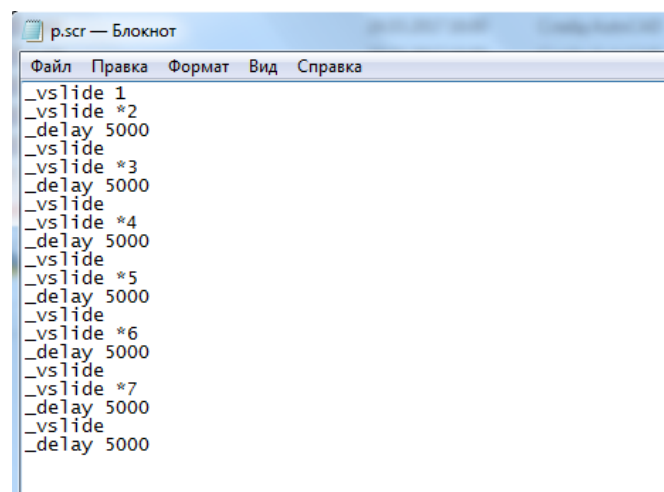 p.scr — Блокнот
Файл Правка Формат Вид Справка
_vslide 1
_vslide *2
_delay 5000
_vslide
_vslide *3
_delay 5000
_vslide
_vslide *4
_delay 5000
_vslide
_vslide *5
_delay 5000
_vslide
_vslide *6
_delay 5000
_vslide
_vslide *7
_delay 5000
_vslide
_delay 5000